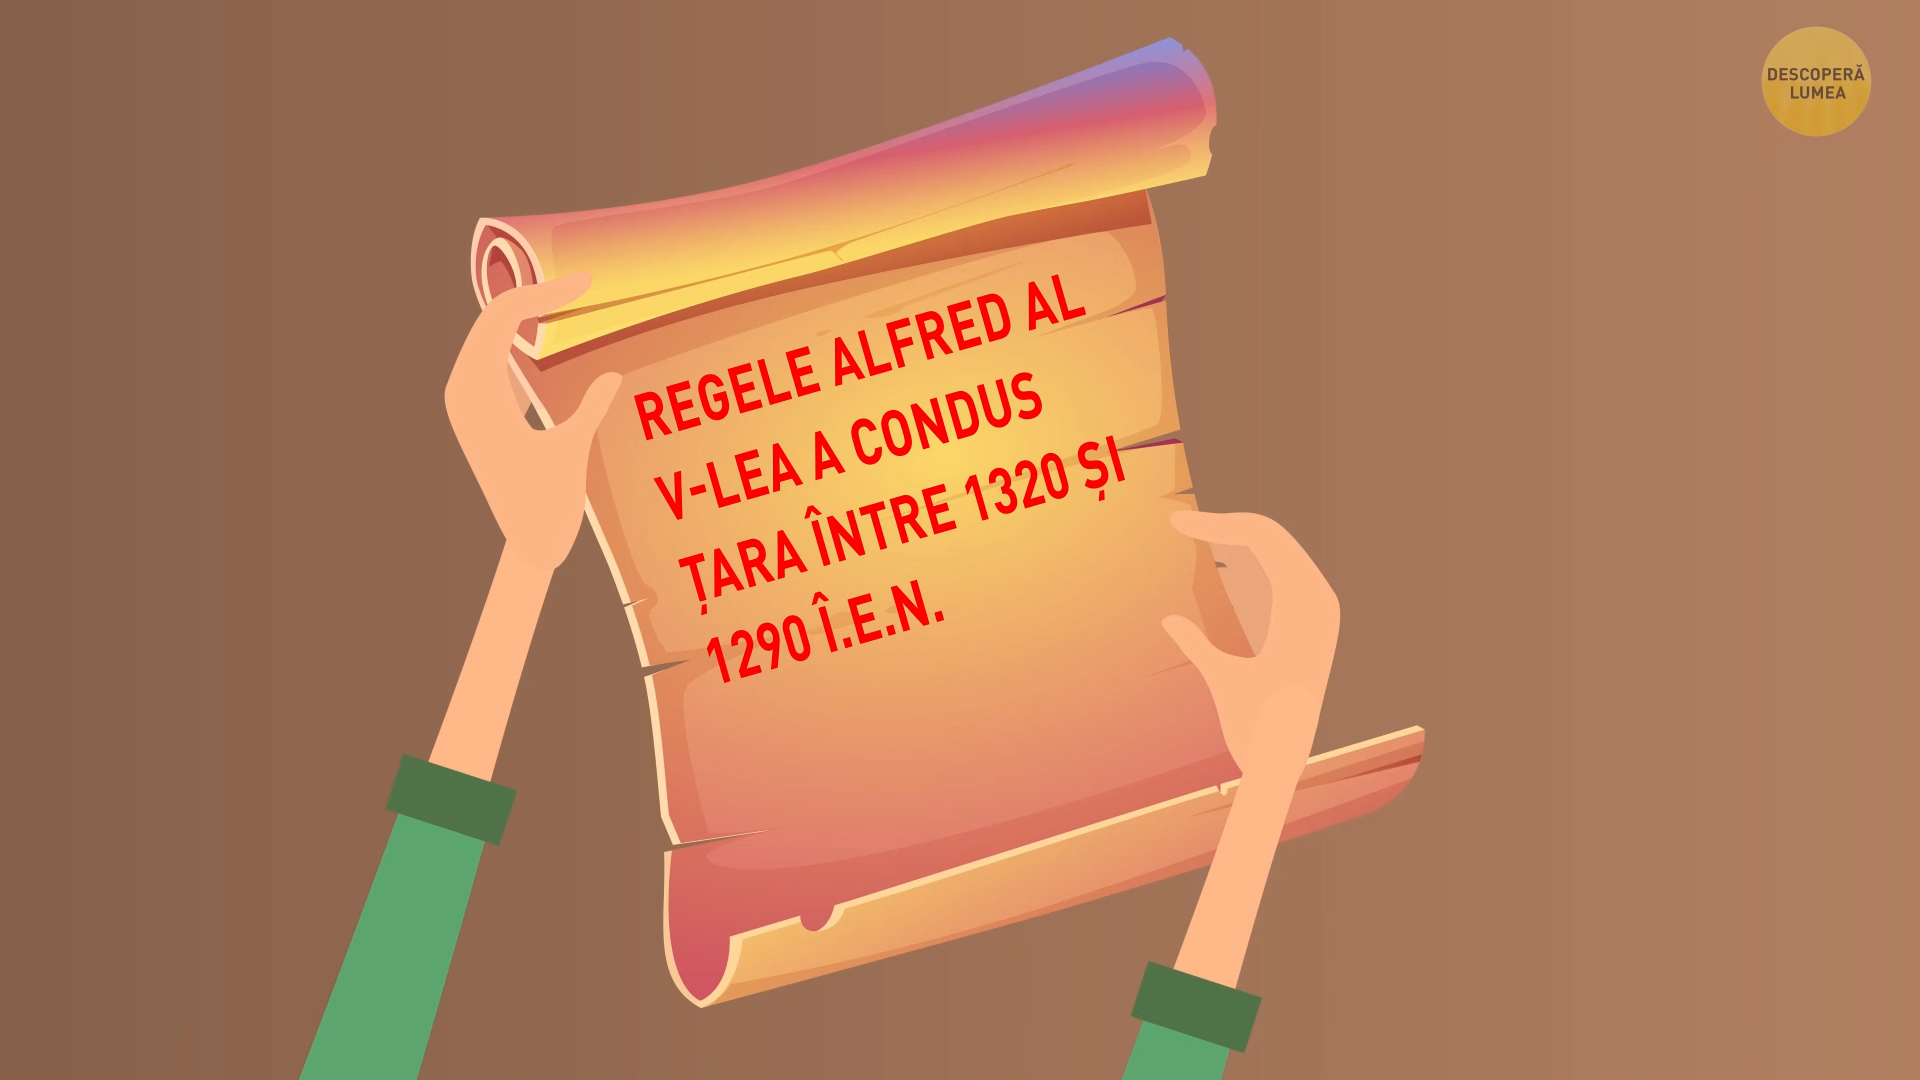 DESCOPERĂ
LUMEA
REGELE ALFRED AL
V-LEA A CONDUS
ȚARA ÎNTRE 1320 ȘI
1290 Î.E.N.